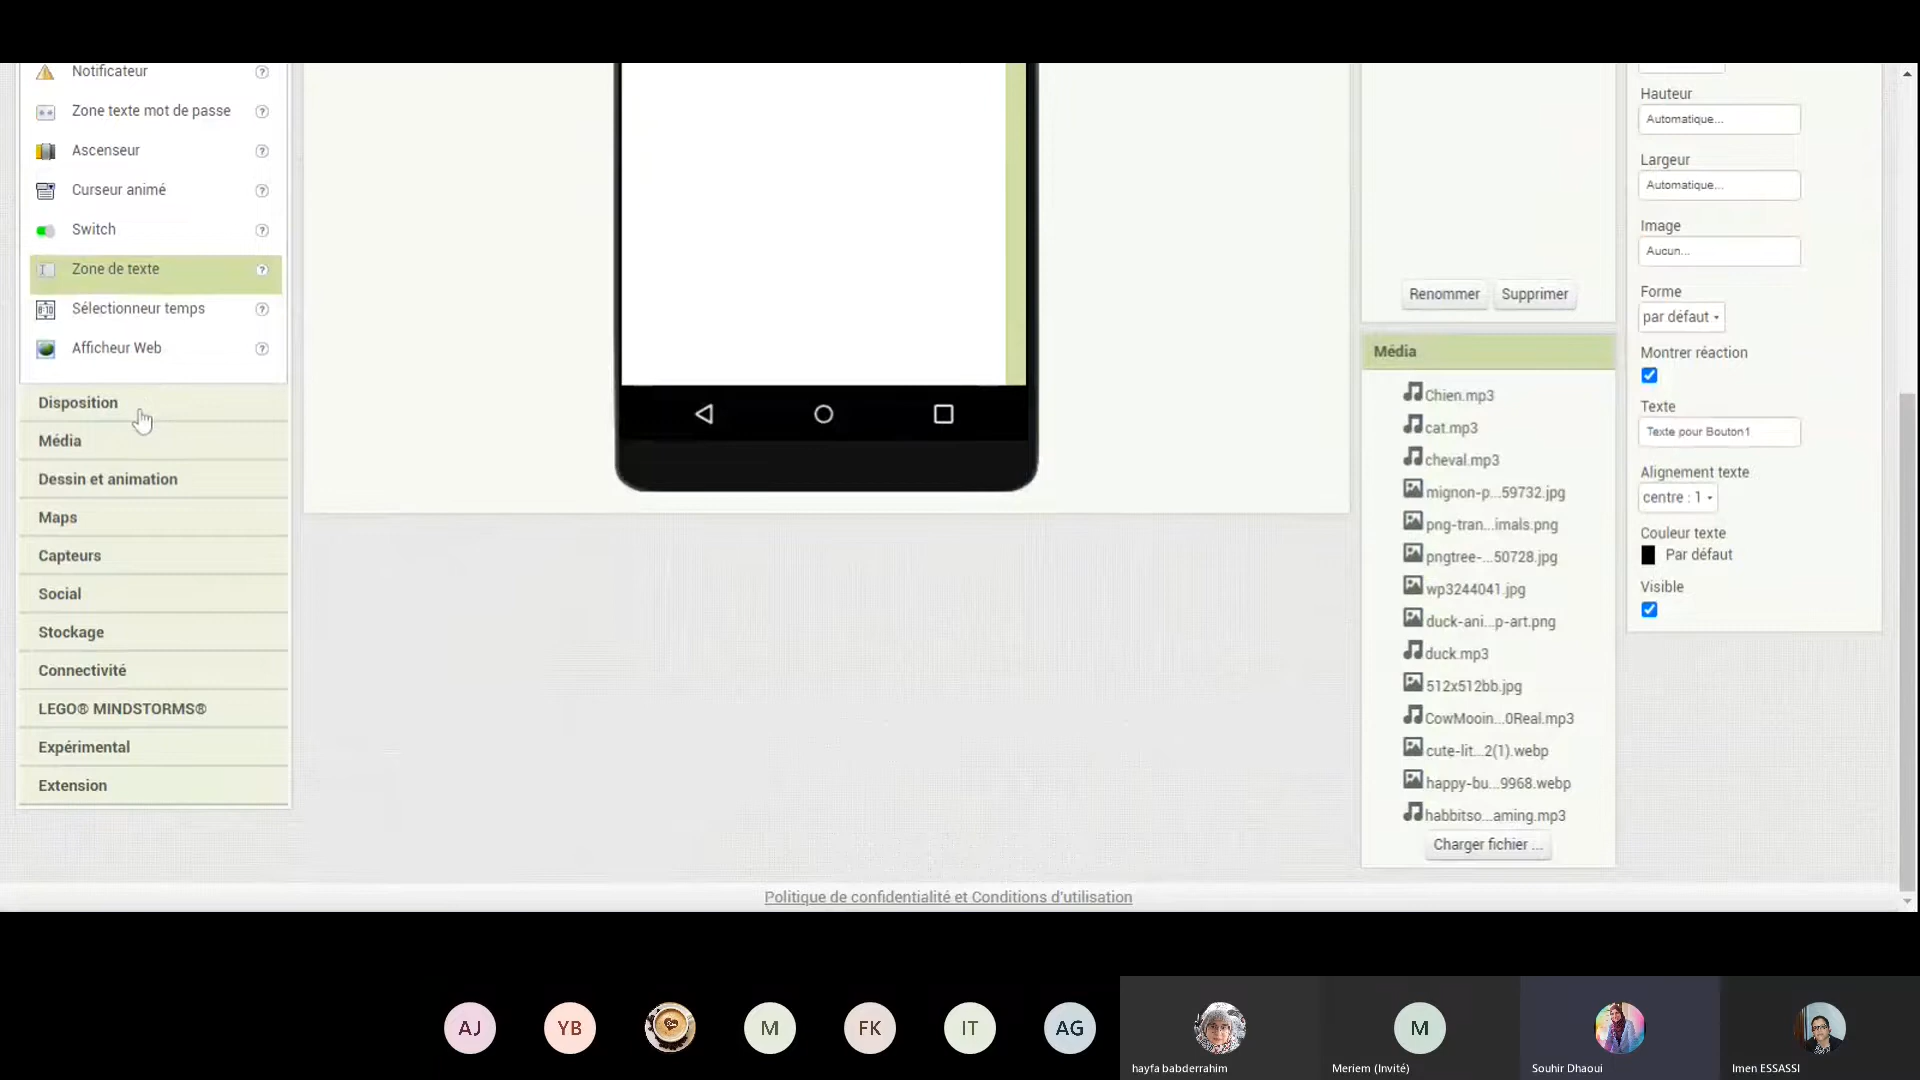 Notificateur
Zone texte mot de passe
Ascenseur
Curseur animé
Switch
Zone de texte
Sélectionneur temps
Afficheur Web
Disposition
Média
Dessin et animation
Maps
Capteurs
Social
Stockage
Connectivité
LEGO® MINDSTORMS®
Expérimental
Extension
Renommer Supprimer
Média
Chien.mp3
cat.mp3
cheval.mp3
mignon-p...59732.jpg
png-tran...imals.png
pngtree-...50728.jpg
wp3244041.jpg
duck-ani...p-art.png
duck.mp3
512x512bb.jpg
CowMooin...0Real.mp3
cute-lit...2(1).webp
happy-bu...9968.webp
habbitso...aming.mp3
Charger fichier ...
Hauteur
Automatique...
Largeur
Automatique...
Image
Aucun...
Forme
par défaut
Montrer réaction
Texte
Texte pour Bouton1
Alignement texte
centre : 1
Couleur texte
Par défaut
Visible
Politique de confidentialité et Conditions d'utilisation
AJ YB M FK IT AG M
hayfa babderrahim Meriem (Invité) Souhir Dhaoui Imen ESSASSI